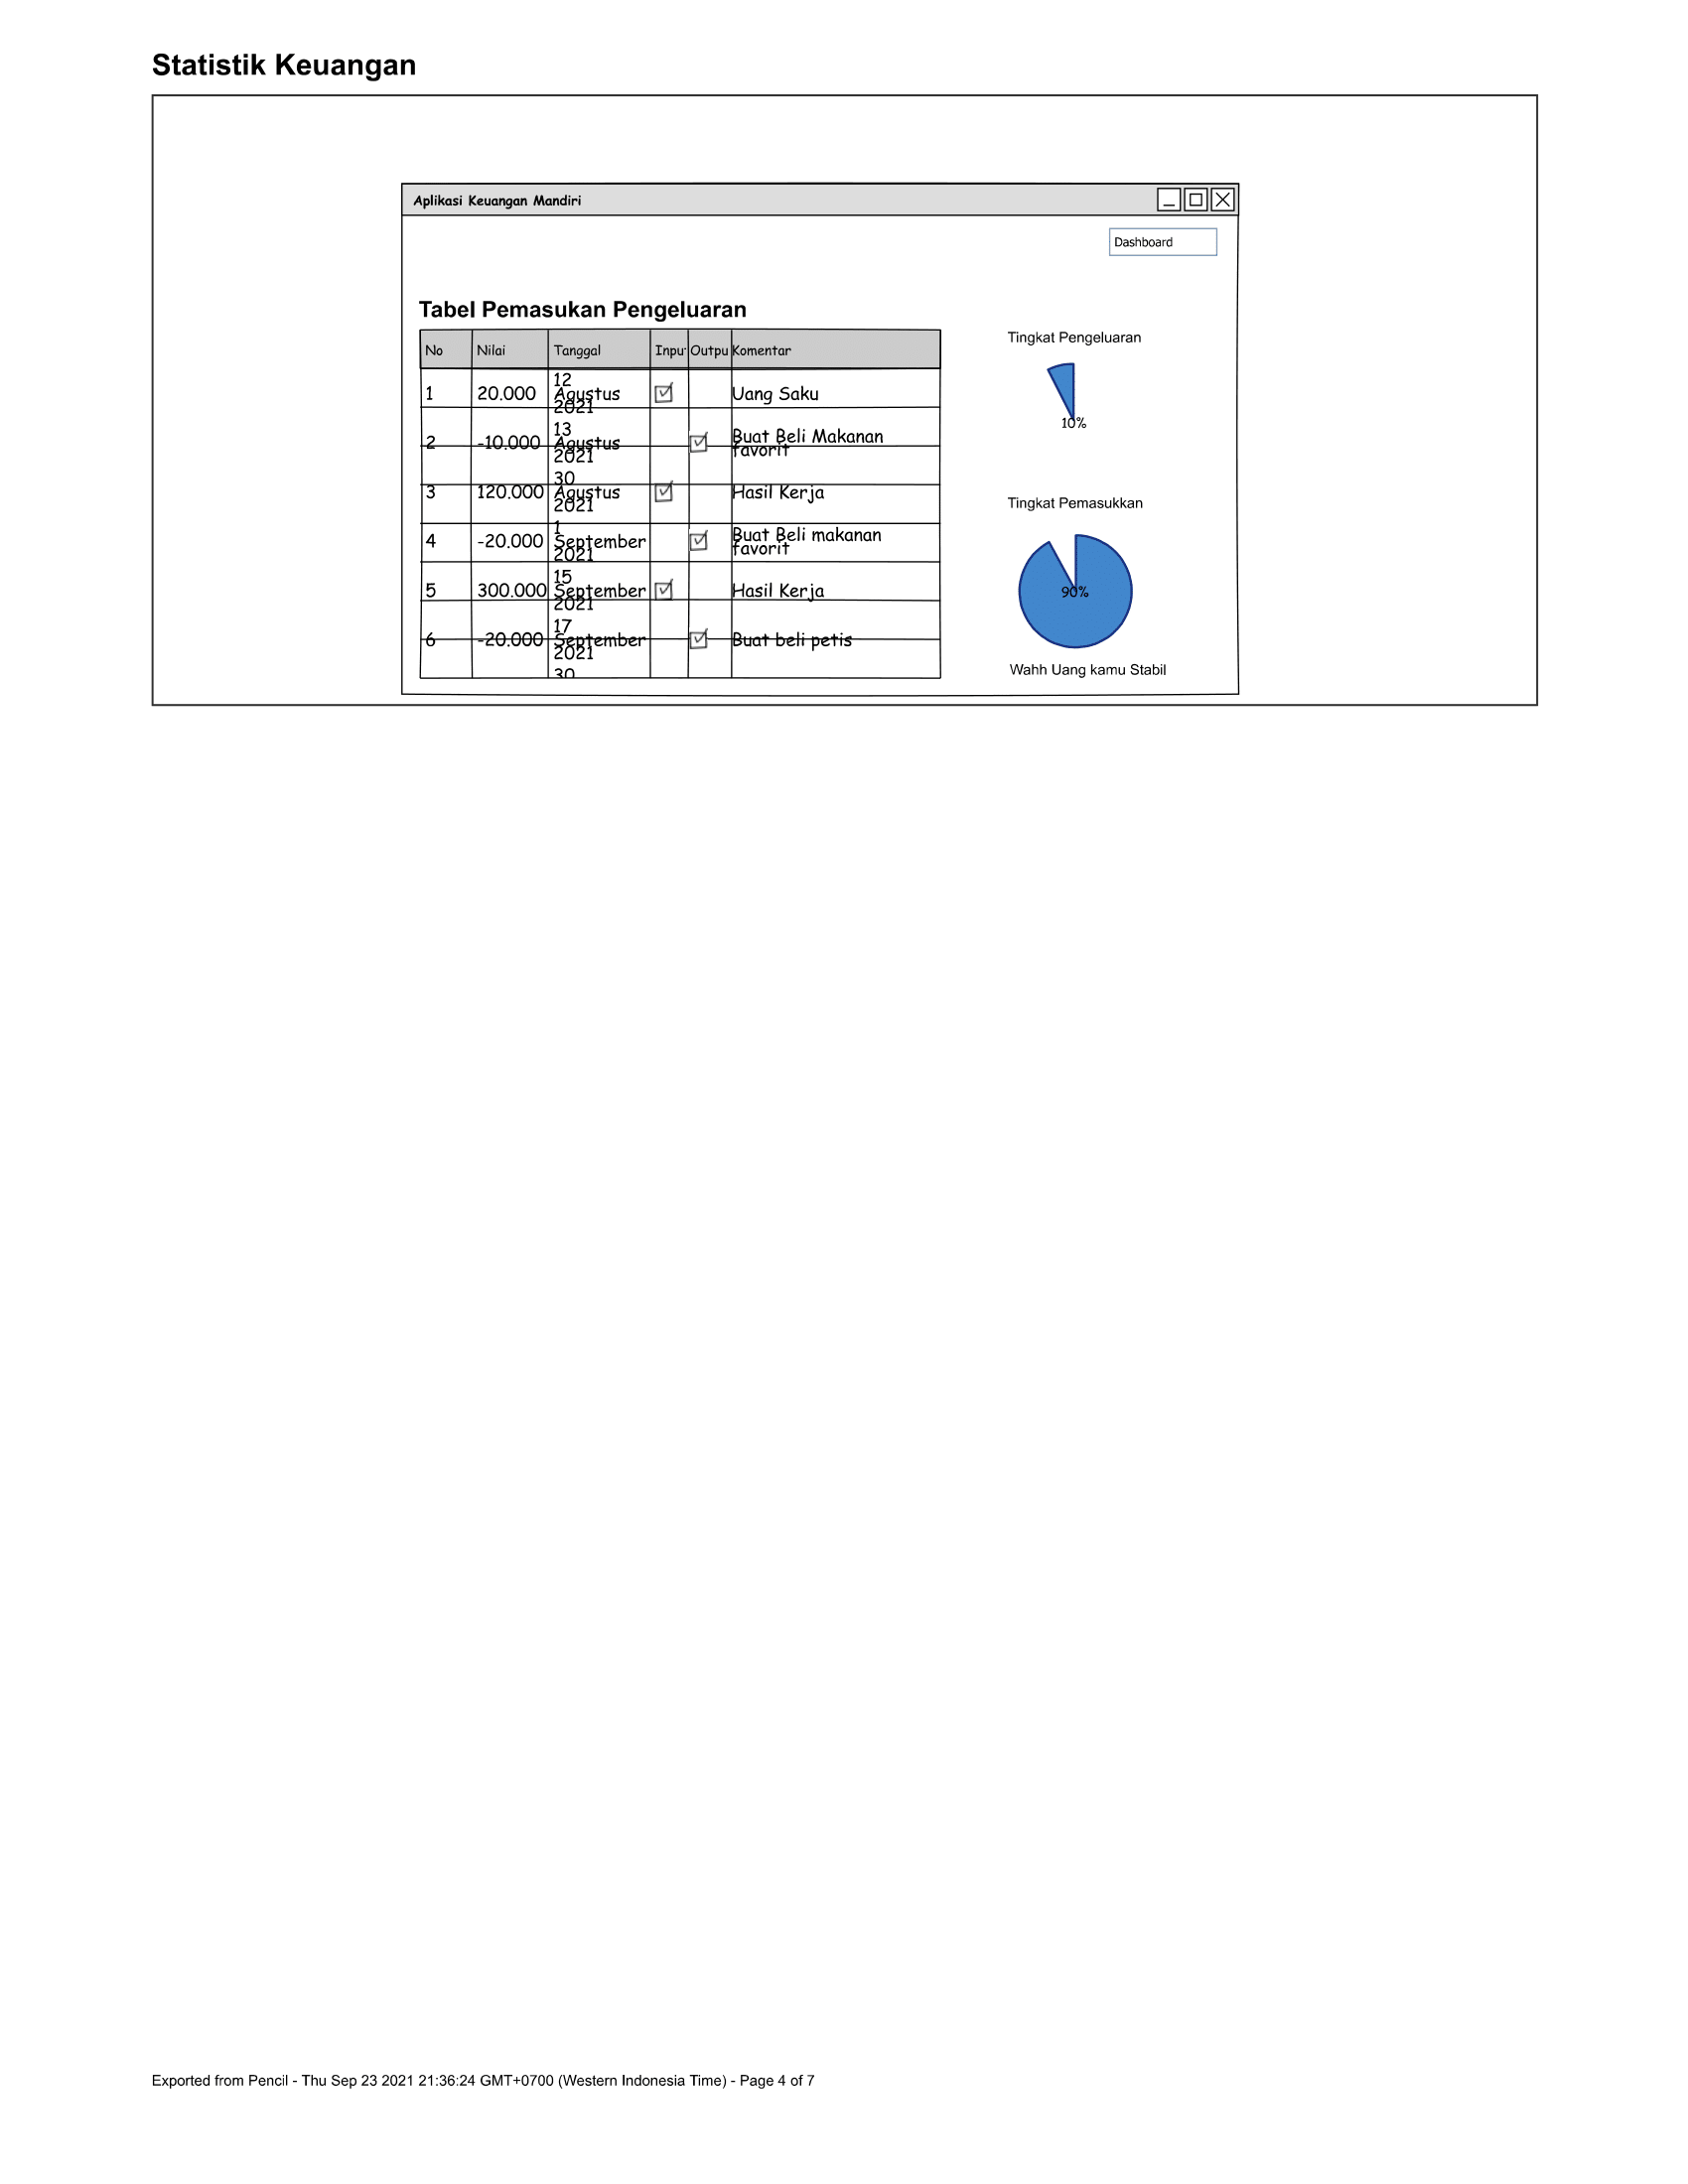 Statistik Keuangan
Aplikasi Keuangan Mandiri
Dashboard
Tabel Pemasukan Pengeluaran
No Nilai Tanggal Input Outpu Komentar
1 20.000 12 Agustus 2021 Uang Saku
2 -10.000 13 Agustus 2021 Buat Beli Makanan favorit
3 120.000 30 Agustus 2021 Hasil Kerja
4 -20.000 1 September 2021 Buat Beli makanan favorit
5 300.000 15 September 2021 Hasil Kerja
6 -20.000 17 September 2021 Buat beli petis
30
Tingkat Pengeluaran
10%
Tingkat Pemasukkan
90%
Wahh Uang kamu Stabil
Exported from Pencil - Thu Sep 23 2021 21:36:24 GMT+0700 (Western Indonesia Time) - Page 4 of 7